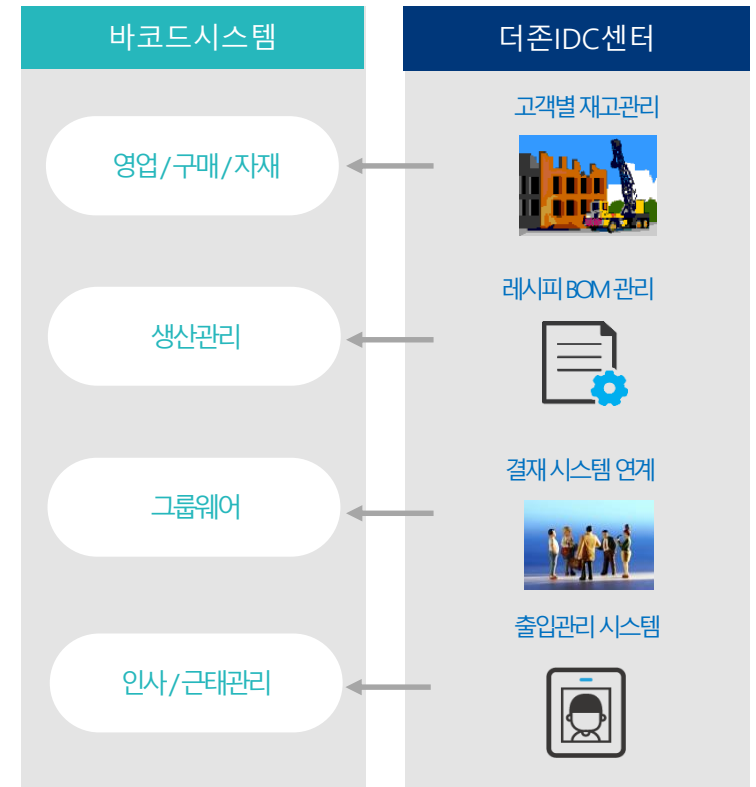 바코드시스템
더존IDC센터
고객별 재고관리
영업/구매/자재
레시피 BOM 관리
생산관리
결재 시스템 연계
그룹웨어
출입관리 시스템
인사/근태관리